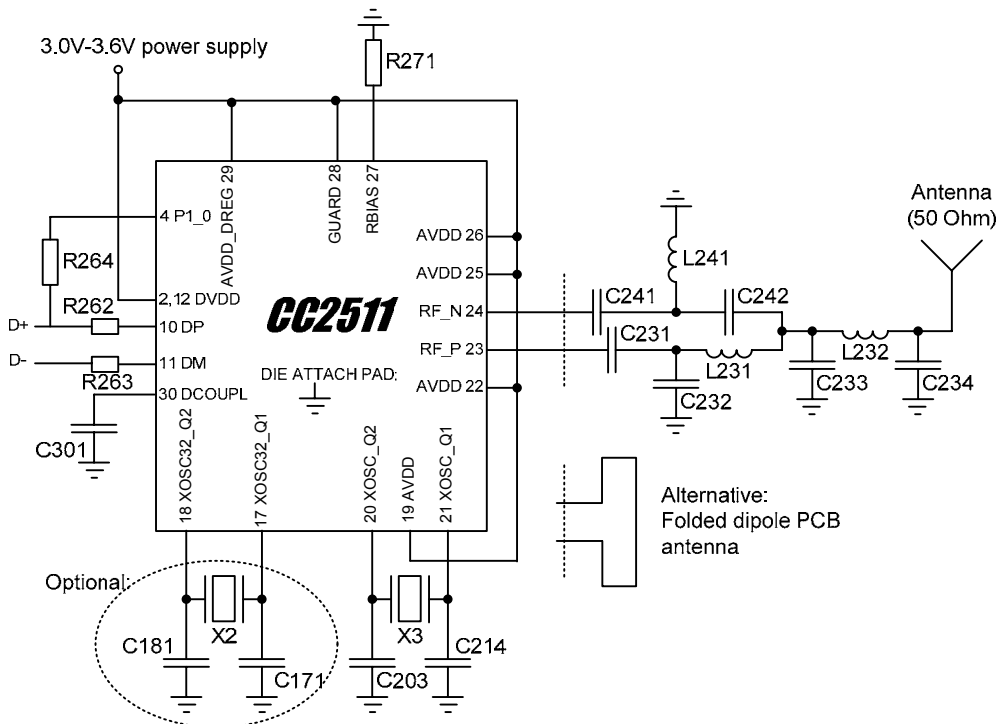 3.0V-3.6V power supply
R271
AVDD_DREG 29
GUARD 28
RBIAS 27
4 P1_0
R264
2,12 DVDD
R262
D+
10 DP
D-
11 DM
R263
30 DCOUPL
C301
CC2511
DIE ATTACH PAD:
AVDD 26
AVDD 25
RF_N 24
RF_P 23
AVDD 22
18 XOSC32_Q2
17 XOSC32_Q1
20 XOSC_Q2
19 AVDD
21 XOSC_Q1
L241
C241
C242
C231
L231
C232
C233
L232
C234
Antenna
(50 Ohm)
Alternative:
Folded dipole PCB
antenna
Optional:
X2
C181
C171
X3
C203
C214